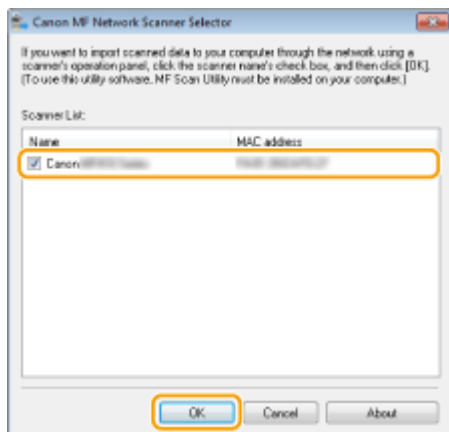 Canon MF Network Scanner Selector
If you want to import scanned data to your computer through the network using a
scanner's operation panel, click the scanner name's check box, and then click [OK].
(To use this utility software, MF Scan Utility must be installed on your computer.)
Scanner List:
Name MAC address
Canon
OK Cancel About